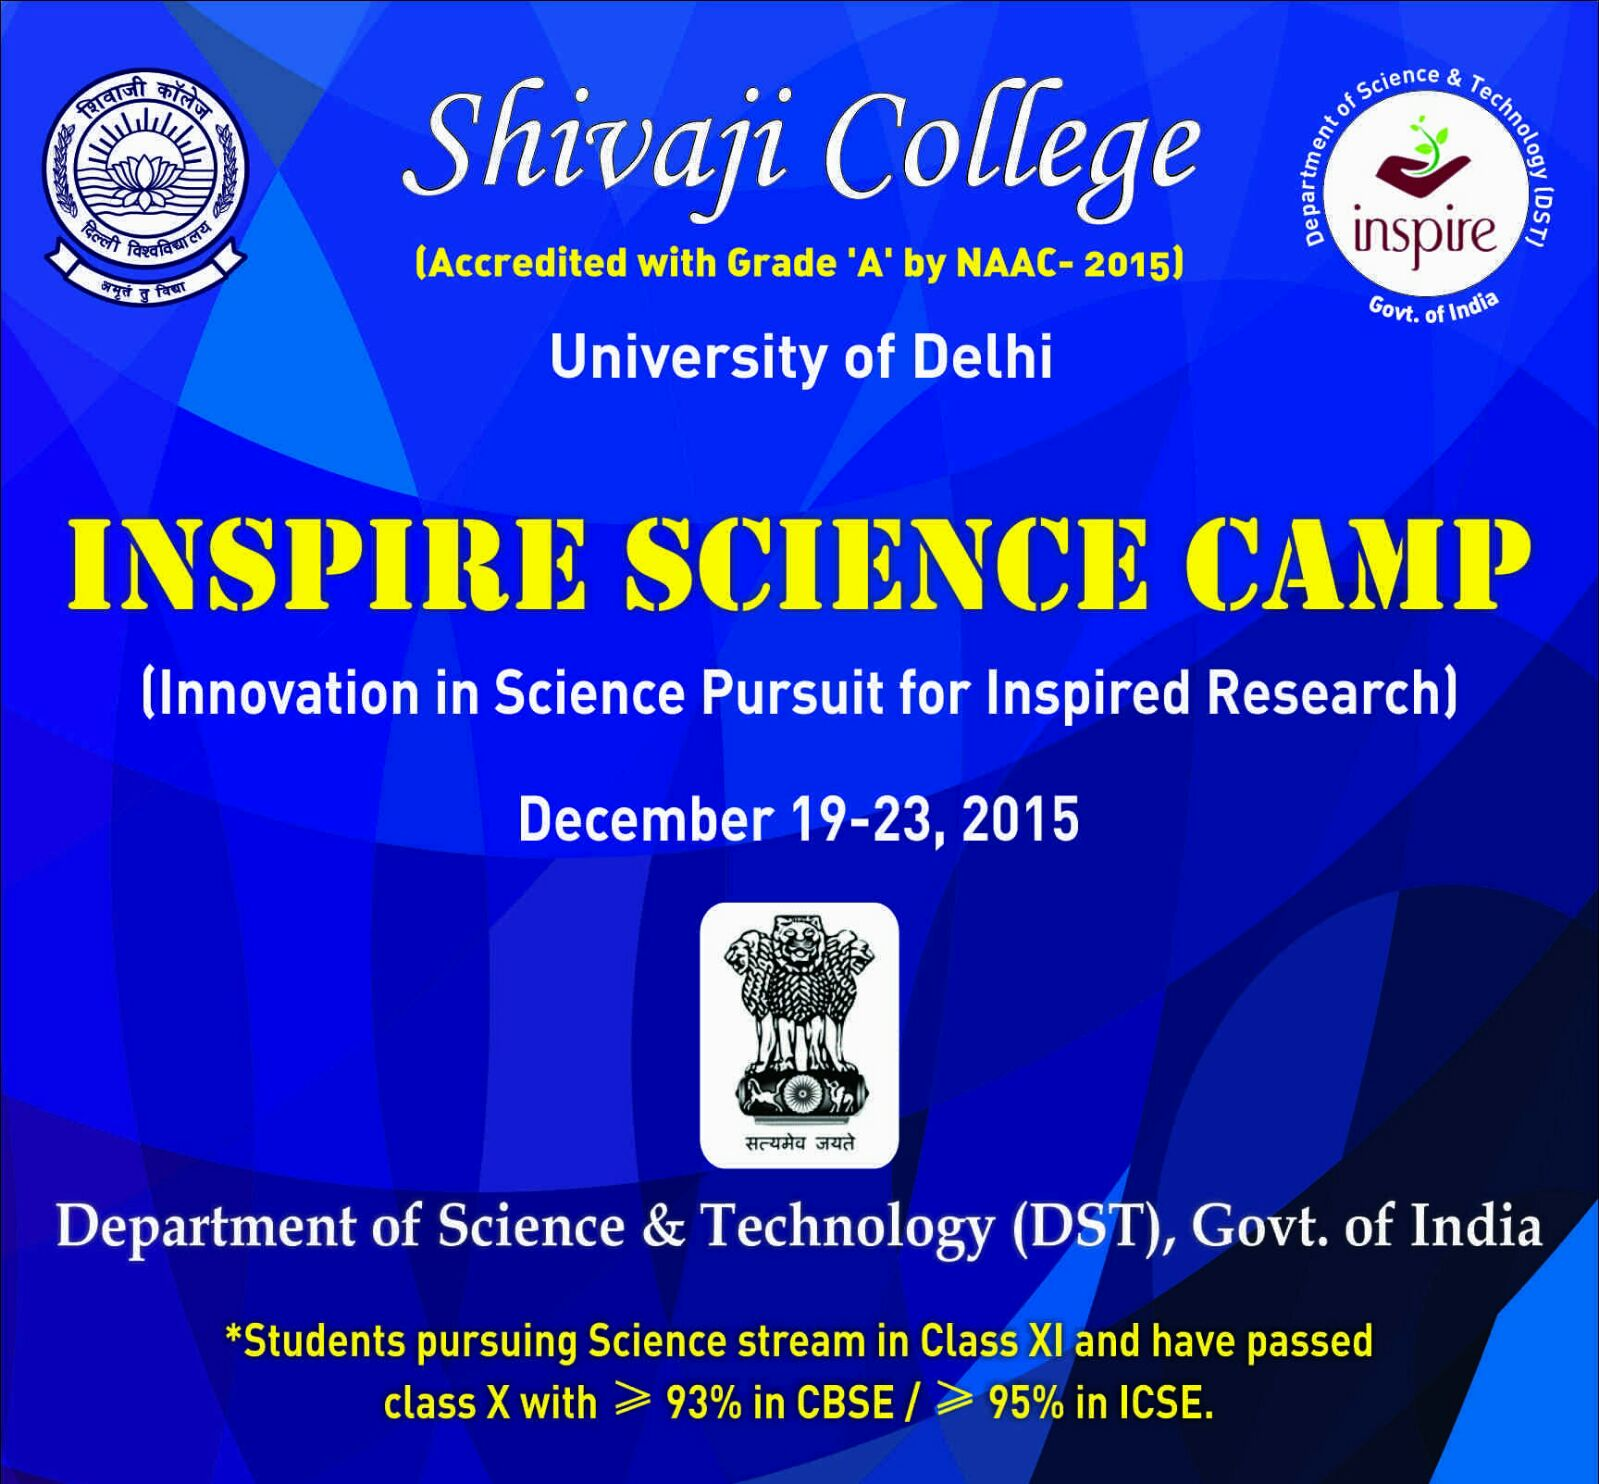 शिवाजी कॉलेज
दिल्ली विश्वविद्यालय
अमृतं तु विद्या
Shivaji College
(Accredited with Grade 'A' by NAAC- 2015)
University of Delhi
Department of Science & Technology (DST)
inspire
Govt. of India
INSPIRE SCIENCE CAMP
(Innovation in Science Pursuit for Inspired Research)
December 19-23, 2015
सत्यमेव जयते
Department of Science & Technology (DST), Govt. of India
*Students pursuing Science stream in Class XI and have passed
class X with ⩾ 93% in CBSE / ⩾ 95% in ICSE.